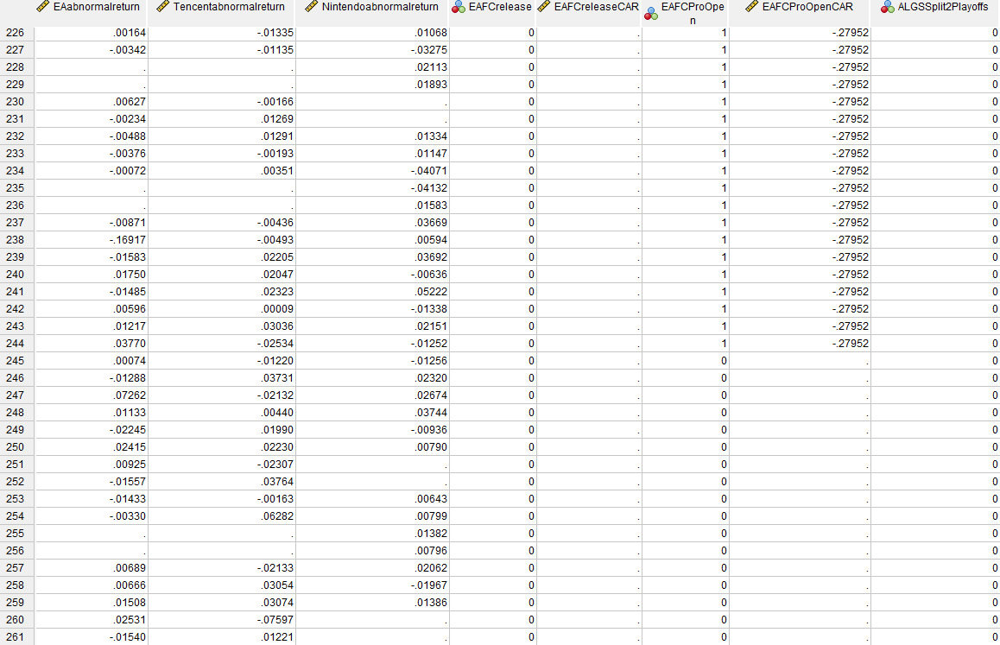 EAabnormalreturn Tencentabnormalreturn Nintendoabnormalreturn EAFCrelease EAFCreleaseCAR EAFCProOpen EAFCProOpenCAR ALGSSplit2Playoffs
226 .00164 -.01335 .01068 0 . 1 -.27952 0
227 -.00342 -.01135 -.03275 0 . 1 -.27952 0
228 . . .02113 0 . 1 -.27952 0
229 . . .01893 0 . 1 -.27952 0
230 .00627 -.00166 . 0 . 1 -.27952 0
231 -.00234 .01269 . 0 . 1 -.27952 0
232 -.00488 .01291 .01334 0 . 1 -.27952 0
233 -.00376 -.00193 .01147 0 . 1 -.27952 0
234 -.00072 .00351 -.04071 0 . 1 -.27952 0
235 . . -.04132 0 . 1 -.27952 0
236 . . .01583 0 . 1 -.27952 0
237 -.00871 -.00436 .03669 0 . 1 -.27952 0
238 -.16917 -.00493 .00594 0 . 1 -.27952 0
239 -.01583 .02205 .03692 0 . 1 -.27952 0
240 .01750 .02047 -.00636 0 . 1 -.27952 0
241 -.01485 .02323 .05222 0 . 1 -.27952 0
242 .00596 .00009 -.01338 0 . 1 -.27952 0
243 .01217 .03036 .02151 0 . 1 -.27952 0
244 .03770 -.02534 -.01252 0 . 1 -.27952 0
245 .00074 -.01220 -.01256 0 . 0 . 0
246 -.01288 .03731 .02320 0 . 0 . 0
247 .07262 -.02132 .02674 0 . 0 . 0
248 .01133 .00440 .03744 0 . 0 . 0
249 -.02245 .01990 -.00936 0 . 0 . 0
250 .02415 .02230 .00790 0 . 0 . 0
251 .00925 -.02307 . 0 . 0 . 0
252 -.01557 .03764 . 0 . 0 . 0
253 -.01433 -.00163 .00643 0 . 0 . 0
254 -.00330 .06282 .00799 0 . 0 . 0
255 . . .01382 0 . 0 . 0
256 . . .00796 0 . 0 . 0
257 .00689 -.02133 .02062 0 . 0 . 0
258 .00666 .03054 -.01967 0 . 0 . 0
259 .01508 .03074 .01386 0 . 0 . 0
260 .02531 -.07597 . 0 . 0 . 0
261 -.01540 .01221 . 0 . 0 . 0